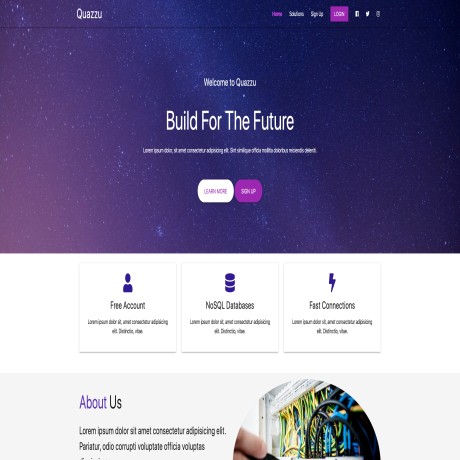 Quazzu
Home Solutions Sign Up LOGIN
Welcome to Quazzu
Build For The Future
Lorem ipsum dolor, sit amet consectetur adipisicing elit. Sint similique officia mollitia doloribus reiciendis deleniti.
LEARN MORE SIGN UP
Free Account
Lorem ipsum dolor sit, amet consectetur adipisicing
elit. Distinctio, vitae.
NoSQL Databases
Lorem ipsum dolor sit, amet consectetur adipisicing
elit. Distinctio, vitae.
Fast Connections
Lorem ipsum dolor sit, amet consectetur adipisicing
elit. Distinctio, vitae.
About Us
Lorem ipsum dolor sit amet consectetur adipisicing elit.
Pariatur, odio corrupti voluptate officia voluptas